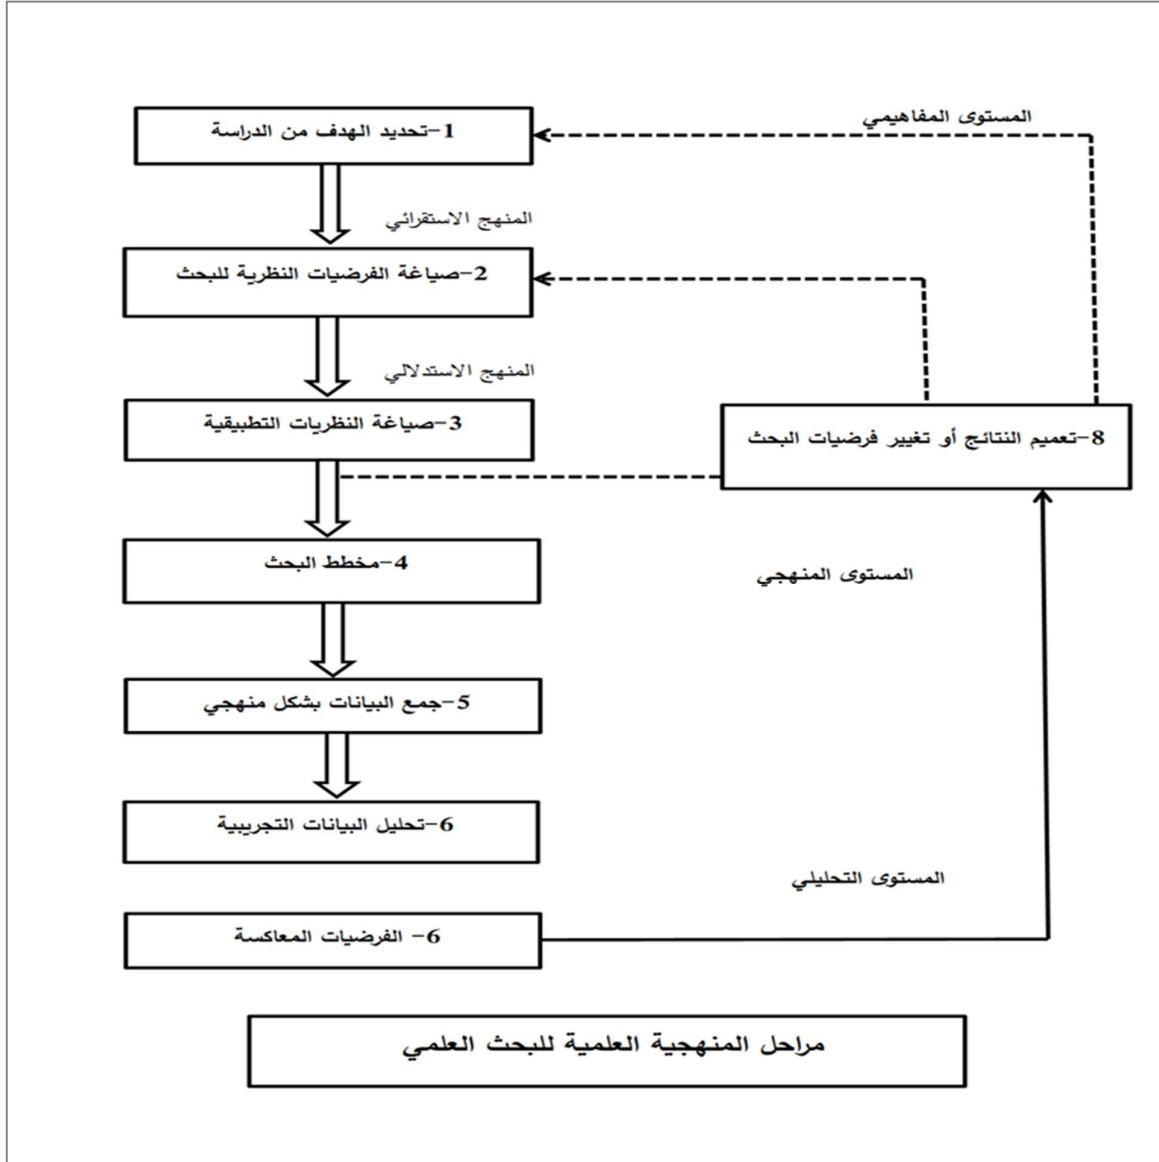 المستوى المفاهيمي
1-تحديد الهدف من الدراسة
المنهج الاستقرائي
2-صياغة الفرضيات النظرية للبحث
المنهج الاستدلالي
3-صياغة النظريات التطبيقية
8-تعميم النتائج أو تغيير فرضيات البحث
4-مخطط البحث
المستوى المنهجي
5-جمع البيانات بشكل منهجي
6-تحليل البيانات التجريبية
المستوى التحليلي
6- الفرضيات المعاكسة
مراحل المنهجية العلمية للبحث العلمي